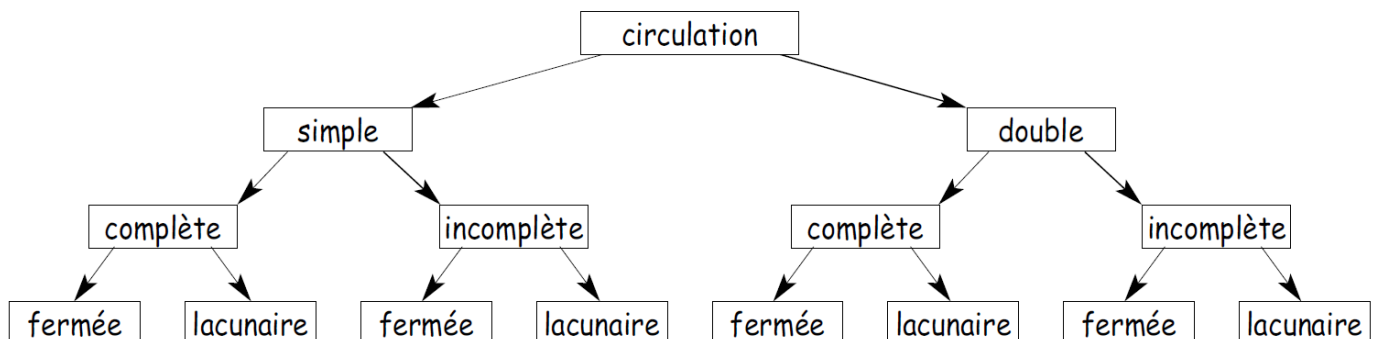 circulation
simple double
complète incomplète complète incomplète
fermée lacunaire fermée lacunaire fermée lacunaire fermée lacunaire